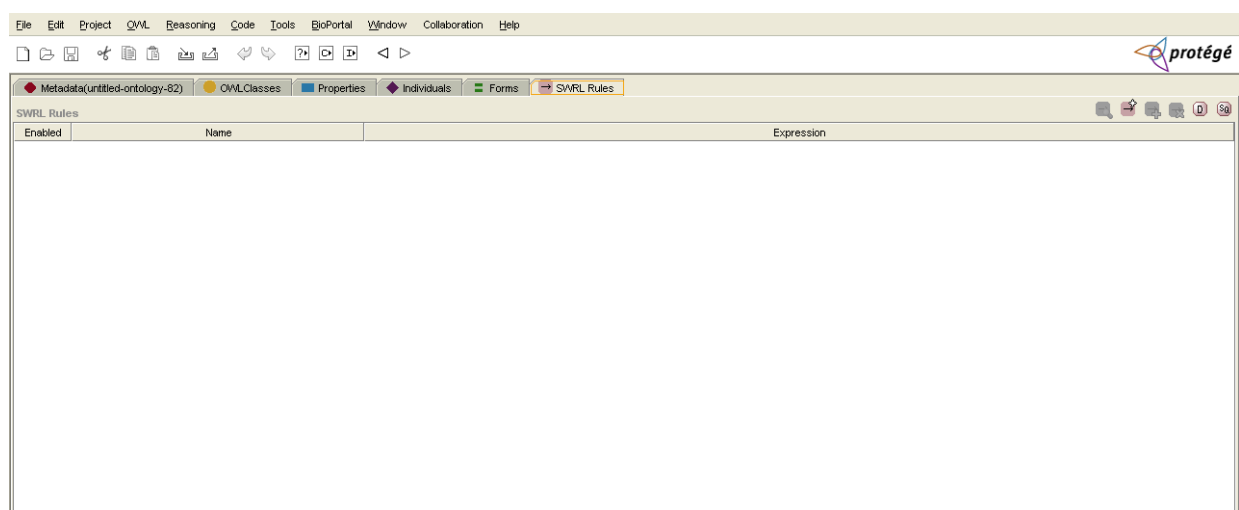 File Edit Project OWL Reasoning Code Tools BioPortal Window Collaboration Help
protégé
Metadata(untitled-ontology-82) OWLClasses Properties Individuals Forms SWRL Rules
SWRL Rules
Enabled Name Expression